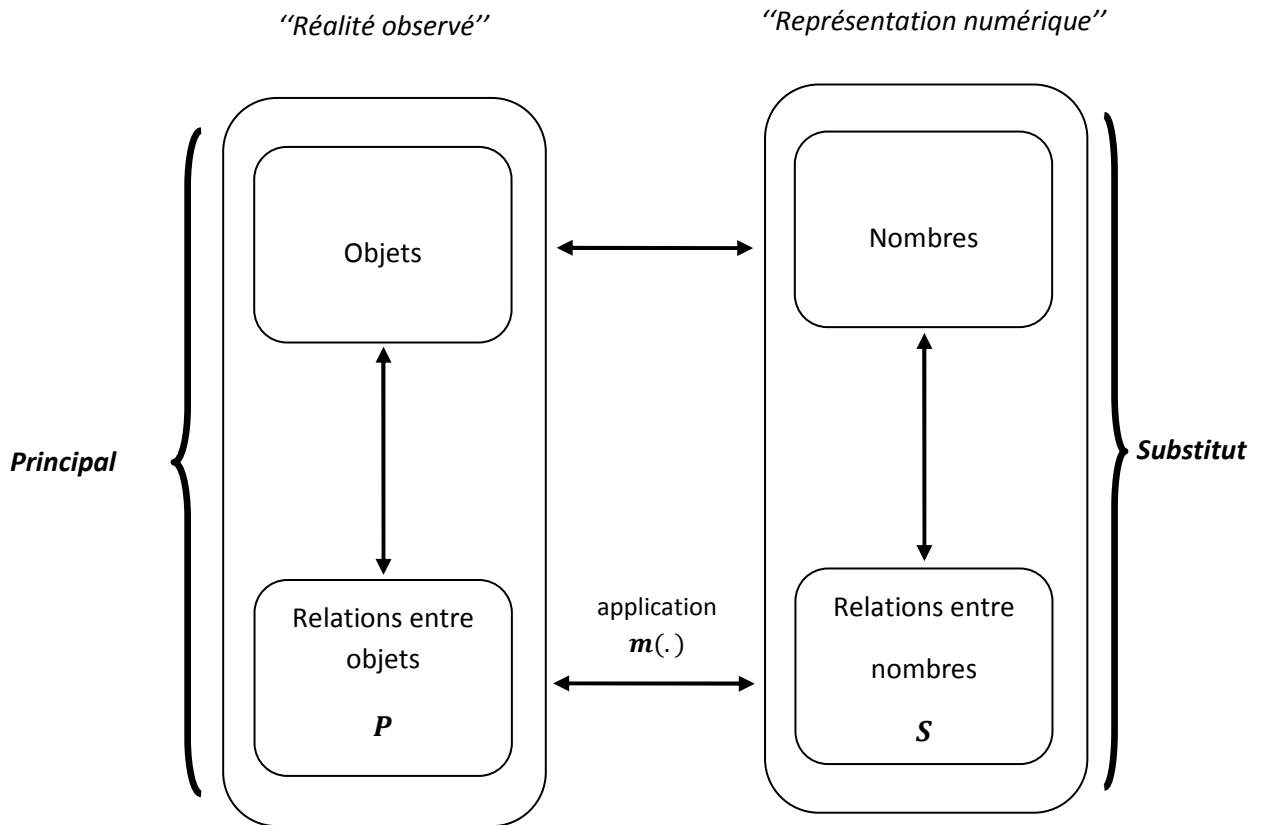 “Réalité observé”
“Représentation numérique”
Objets
Nombres
Principal
Substitut
Relations entre
objets
P
application
m(.)
Relations entre
nombres
S